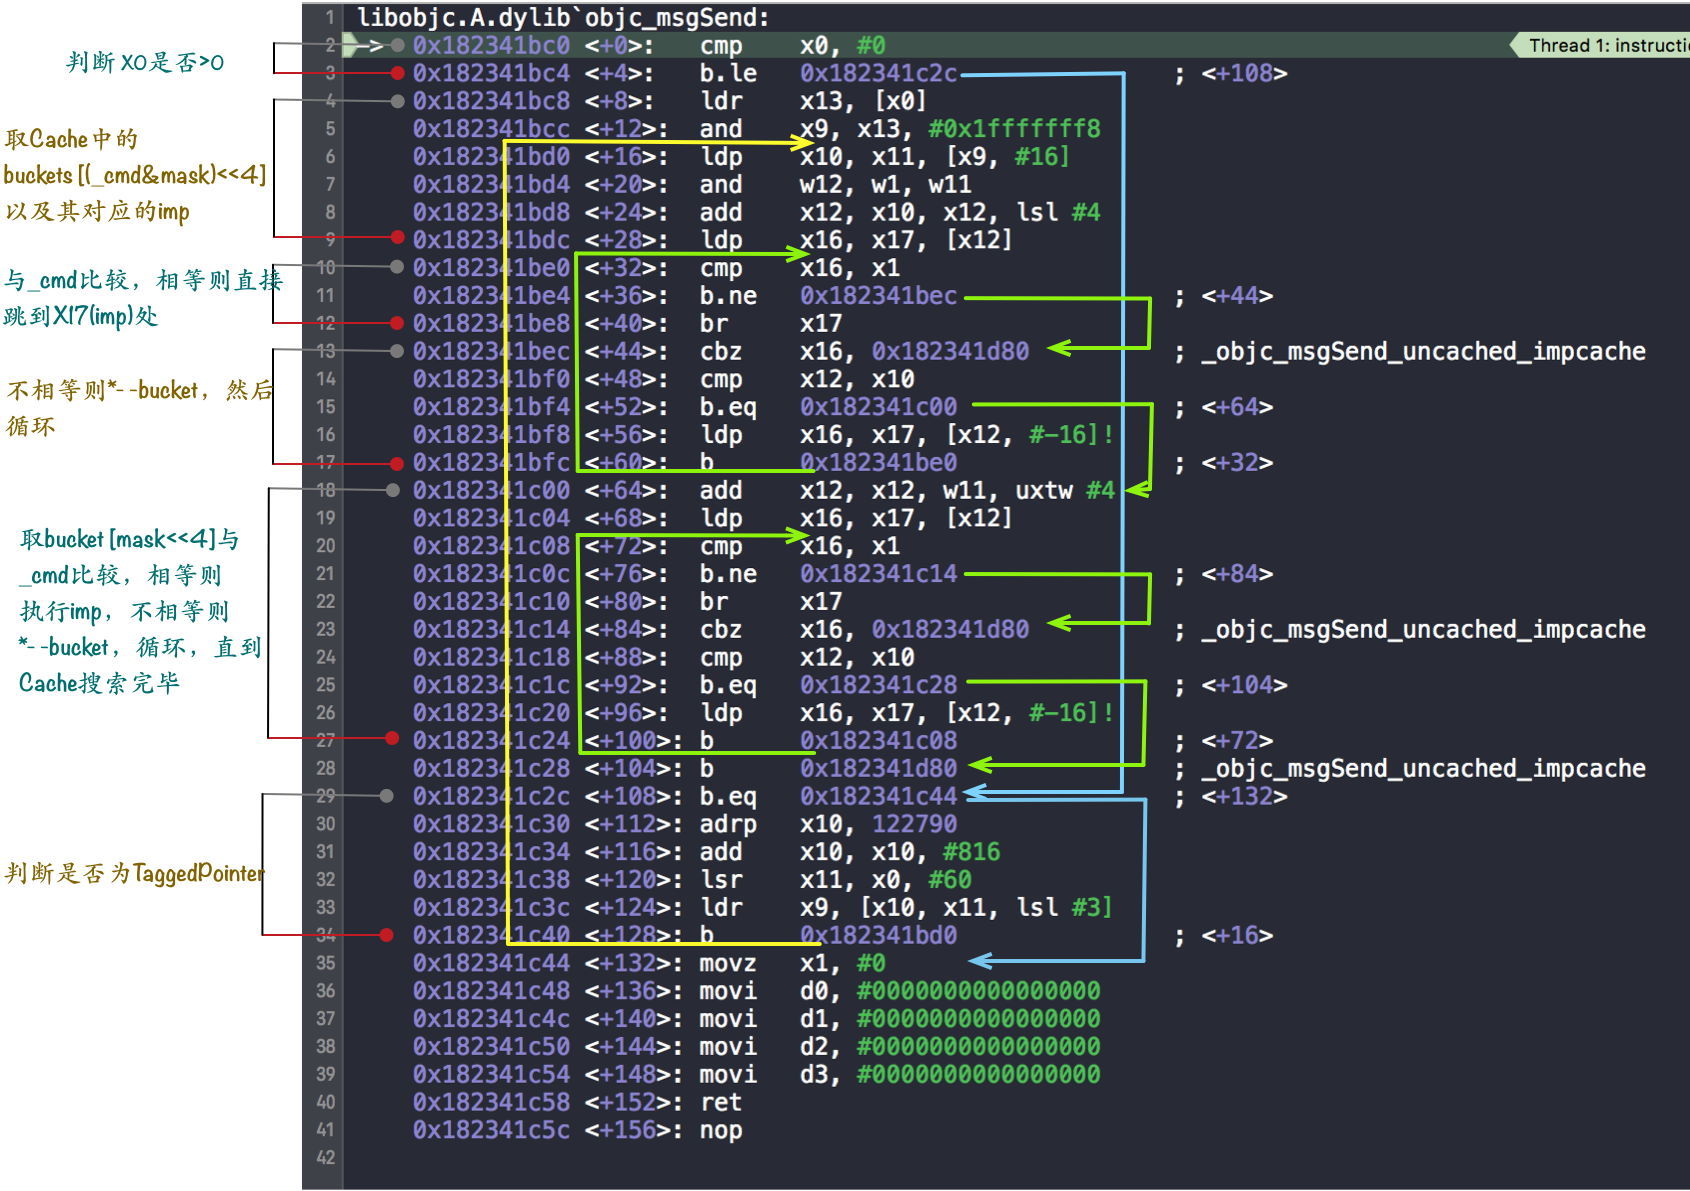 判断 X0是否>0
取Cache中的
buckets [(_cmd&mask)<<4]
以及其对应的imp
与_cmd比较，相等则直接
跳到X17(imp)处
不相等则*--bucket，然后
循环
取bucket [mask<<4]与
_cmd比较，相等则
执行imp，不相等则
*--bucket，循环，直到
Cache搜索完毕
判断是否为TaggedPointer
1 libobjc.A.dylib`objc_msgSend:
2 -> 0x182341bc0 <+0>: cmp x0, #0 Thread 1: instructi
3 0x182341bc4 <+4>: b.le 0x182341c2c ; <+108>
4 0x182341bc8 <+8>: ldr x13, [x0]
5 0x182341bcc <+12>: and x9, x13, #0x1fffffff8
6 0x182341bd0 <+16>: ldp x10, x11, [x9, #16]
7 0x182341bd4 <+20>: and w12, w1, w11
8 0x182341bd8 <+24>: add x12, x10, x12, lsl #4
9 0x182341bdc <+28>: ldp x16, x17, [x12]
10 0x182341be0 <+32>: cmp x16, x1
11 0x182341be4 <+36>: b.ne 0x182341bec ; <+44>
12 0x182341be8 <+40>: br x17
13 0x182341bec <+44>: cbz x16, 0x182341d80 ; _objc_msgSend_uncached_impcache
14 0x182341bf0 <+48>: cmp x12, x10
15 0x182341bf4 <+52>: b.eq 0x182341c00 ; <+64>
16 0x182341bf8 <+56>: ldp x16, x17, [x12, #-16]!
17 0x182341bfc <+60>: b 0x182341be0 ; <+32>
18 0x182341c00 <+64>: add x12, x12, w11, uxtw #4
19 0x182341c04 <+68>: ldp x16, x17, [x12]
20 0x182341c08 <+72>: cmp x16, x1
21 0x182341c0c <+76>: b.ne 0x182341c14 ; <+84>
22 0x182341c10 <+80>: br x17
23 0x182341c14 <+84>: cbz x16, 0x182341d80 ; _objc_msgSend_uncached_impcache
24 0x182341c18 <+88>: cmp x12, x10
25 0x182341c1c <+92>: b.eq 0x182341c28 ; <+104>
26 0x182341c20 <+96>: ldp x16, x17, [x12, #-16]!
27 0x182341c24 <+100>: b 0x182341c08 ; <+72>
28 0x182341c28 <+104>: b 0x182341d80 ; _objc_msgSend_uncached_impcache
29 0x182341c2c <+108>: b.eq 0x182341c44 ; <+132>
30 0x182341c30 <+112>: adrp x10, 122790
31 0x182341c34 <+116>: add x10, x10, #816
32 0x182341c38 <+120>: lsr x11, x0, #60
33 0x182341c3c <+124>: ldr x9, [x10, x11, lsl #3]
34 0x182341c40 <+128>: b 0x182341bd0 ; <+16>
35 0x182341c44 <+132>: movz x1, #0
36 0x182341c48 <+136>: movi d0, #0000000000000000
37 0x182341c4c <+140>: movi d1, #0000000000000000
38 0x182341c50 <+144>: movi d2, #0000000000000000
39 0x182341c54 <+148>: movi d3, #0000000000000000
40 0x182341c58 <+152>: ret
41 0x182341c5c <+156>: nop
42